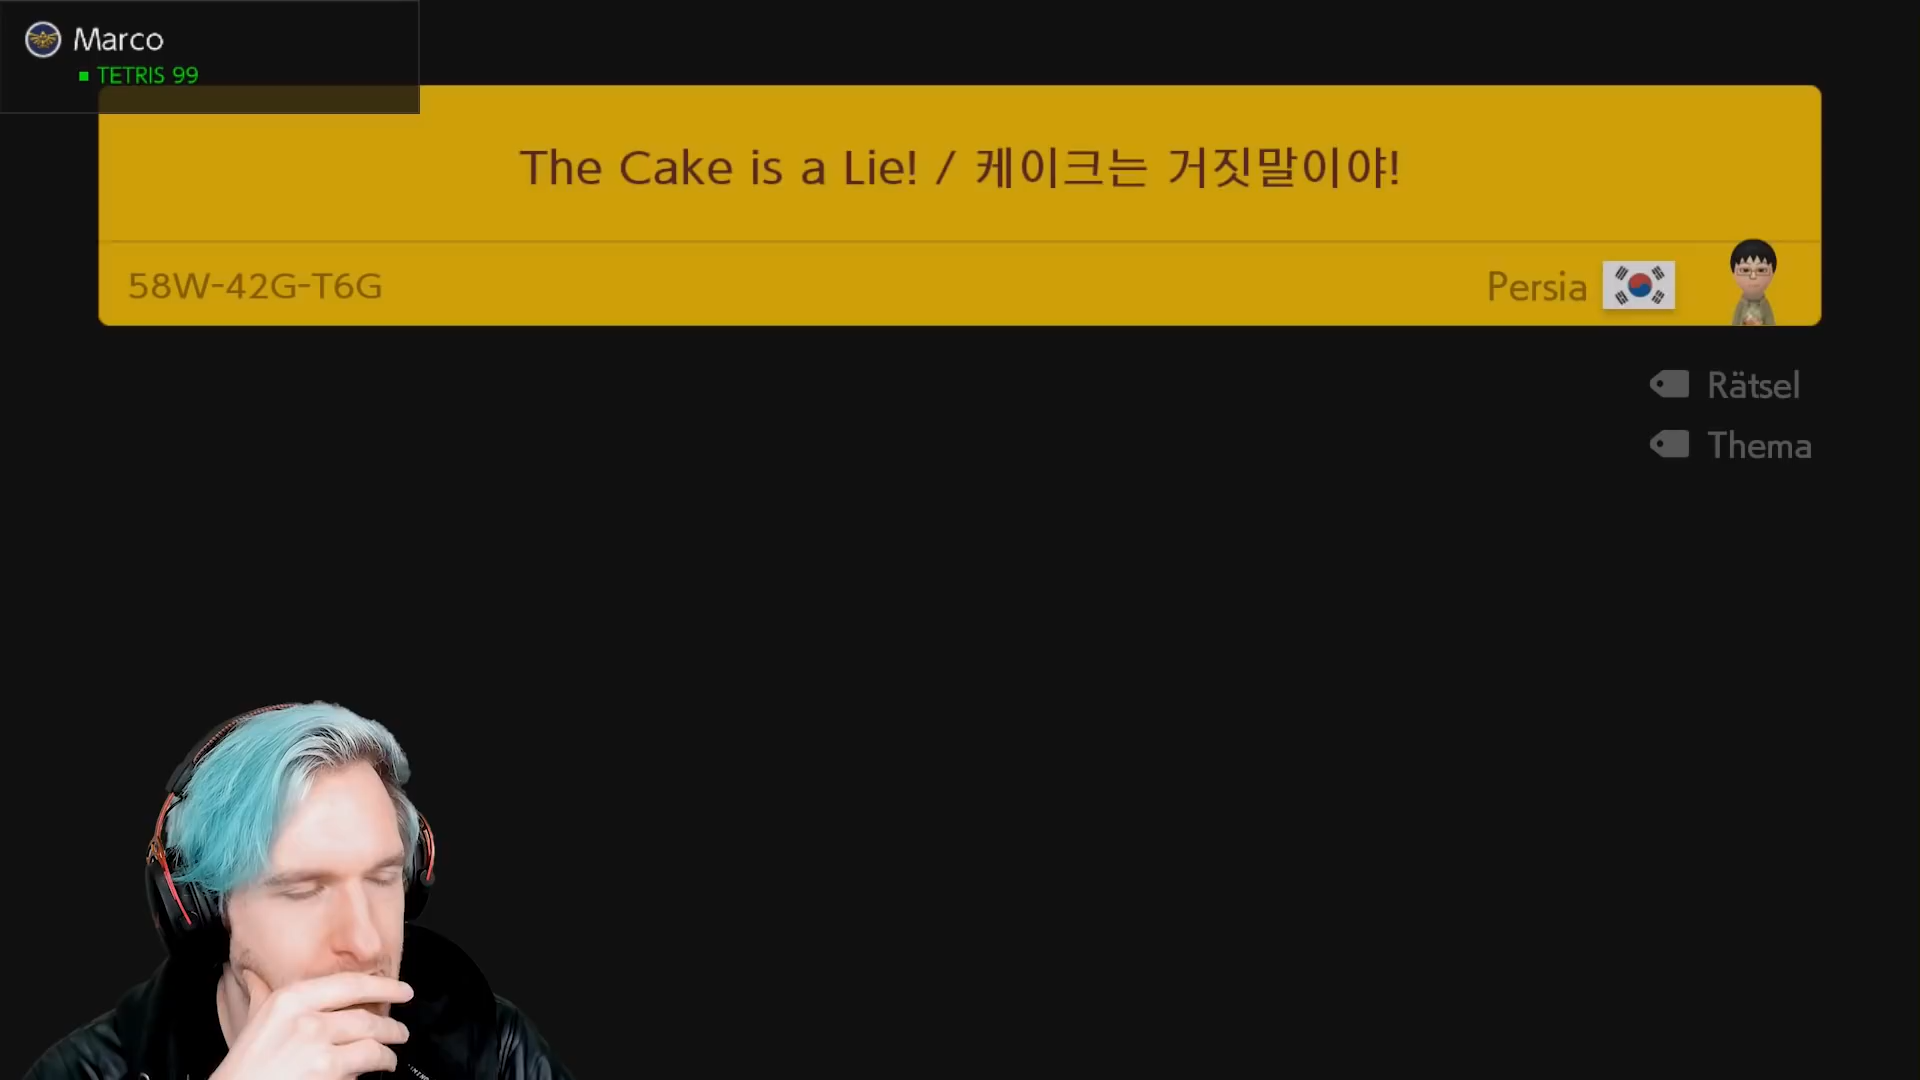 Marco
TETRIS 99
The Cake is a Lie! / 케이크는 거짓말이야!
58W-42G-T6G
Persia
Rätsel
Thema